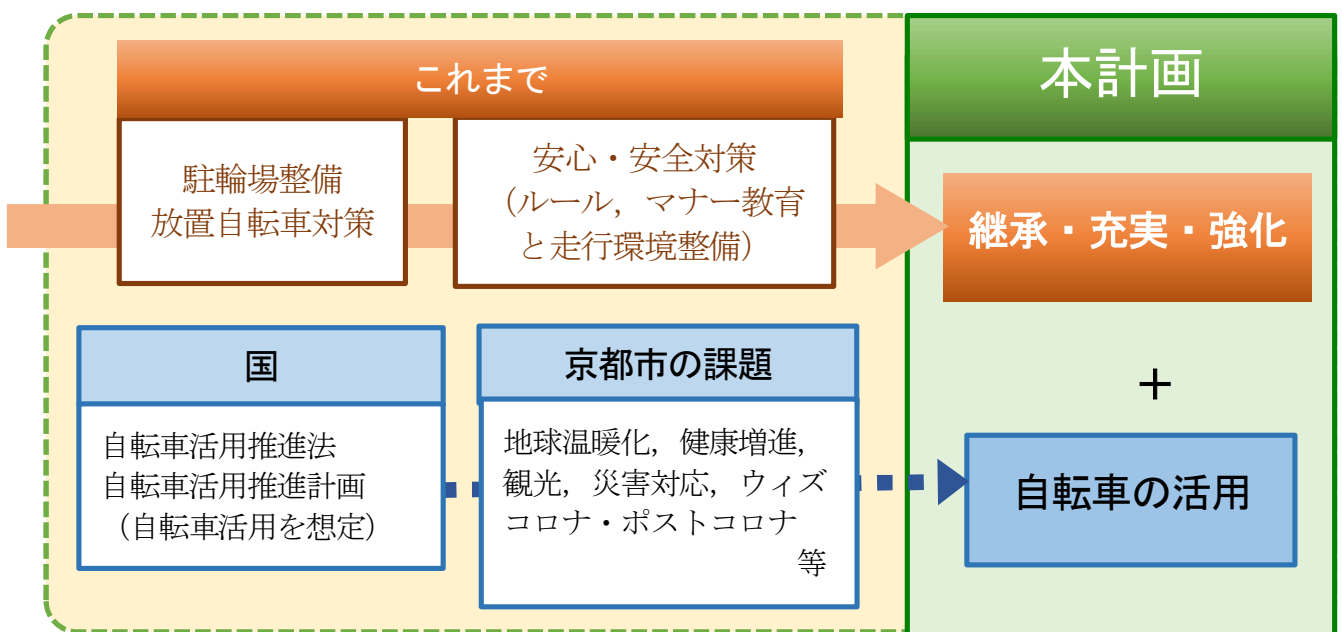 これまで
駐輪場整備
放置自転車対策
安心・安全対策
(ルール，マナー教育
と走行環境整備)
国
自転車活用推進法
自転車活用推進計画
（自転車活用を想定）
京都市の課題
地球温暖化，健康増進，
観光，災害対応，ウィズ
コロナ・ポストコロナ
等
本計画
継承・充実・強化
＋
自転車の活用